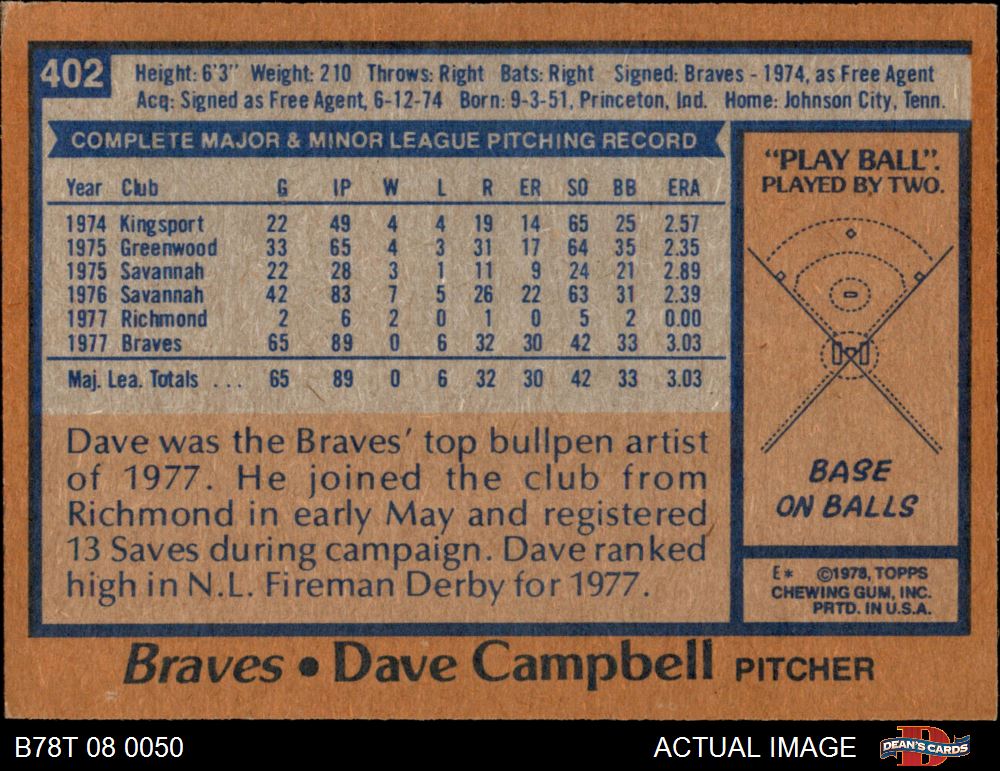 402
Height: 6'3" Weight: 210 Throws: Right Bats: Right Signed: Braves - 1974, as Free Agent
Acq: Signed as Free Agent, 6-12-74 Born: 9-3-51, Princeton, Ind. Home: Johnson City, Tenn.
COMPLETE MAJOR & MINOR LEAGUE PITCHING RECORD
Year Club G IP W L R ER SO BB ERA
1974 Kingsport 22 49 4 4 19 14 65 25 2.57
1975 Greenwood 33 65 4 3 31 17 64 35 2.35
1975 Savannah 22 28 3 1 11 9 24 21 2.89
1976 Savannah 42 83 7 5 26 22 63 31 2.39
1977 Richmond 2 6 2 0 1 0 5 2 0.00
1977 Braves 65 89 0 6 32 30 42 33 3.03
Maj. Lea. Totals ... 65 89 0 6 32 30 42 33 3.03
Dave was the Braves' top bullpen artist
of 1977. He joined the club from
Richmond in early May and registered
13 Saves during campaign. Dave ranked
high in N.L. Fireman Derby for 1977.
"PLAY BALL".
PLAYED BY TWO.
BASE
ON BALLS
E* ©1978, TOPPS
CHEWING GUM, INC.
PRTD. IN U.S.A.
Braves • Dave Campbell PITCHER
B78T 08 0050
ACTUAL IMAGE
DEAN'S CARDS